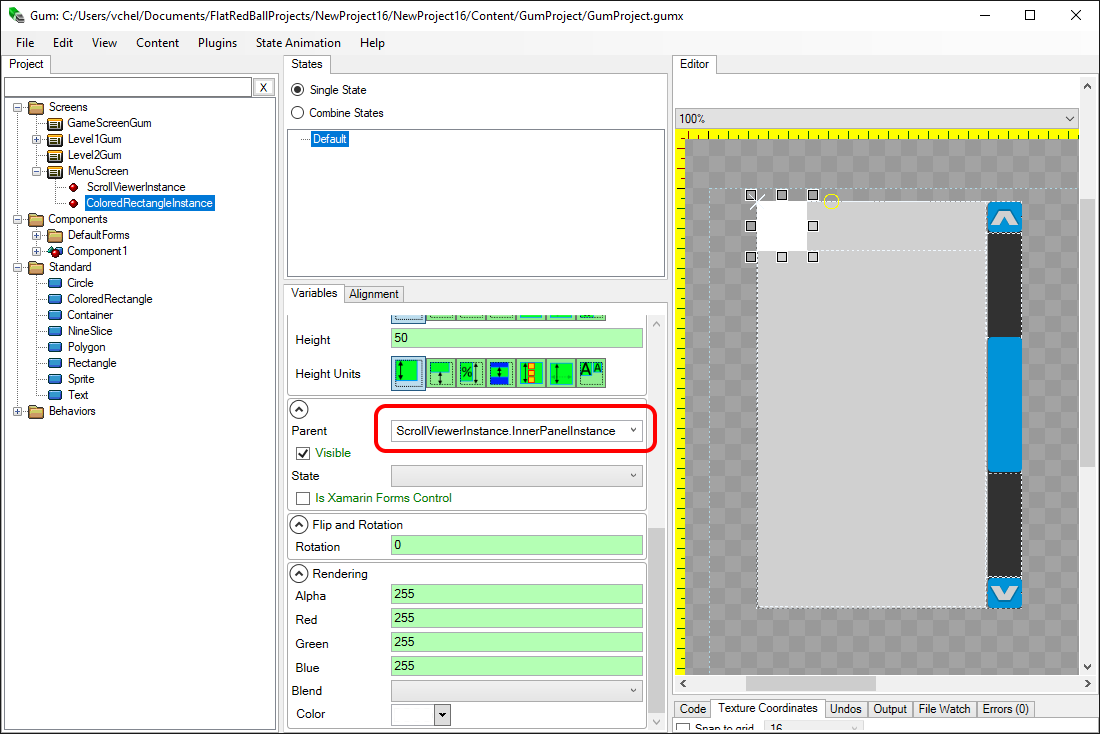 Gum: C:/Users/vchel/Documents/FlatRedBallProjects/NewProject16/NewProject16/Content/GumProject/GumProject.gumx
File Edit View Content Plugins State Animation Help
Project
X
Screens
GameScreenGum
Level1Gum
Level2Gum
MenuScreen
ScrollViewerInstance
ColoredRectangleInstance
Components
DefaultForms
Component1
Standard
Circle
ColoredRectangle
Container
NineSlice
Polygon
Rectangle
Sprite
Text
Behaviors
States
Single State
Combine States
Default
Variables Alignment
Height 50
Height Units % A A
Parent ScrollViewerInstance.InnerPanelInstance
Visible
State
Is Xamarin Forms Control
Flip and Rotation
Rotation 0
Rendering
Alpha 255
Red 255
Green 255
Blue 255
Blend
Color
Editor
100%
Code Texture Coordinates Undos Output File Watch Errors (0)
Snap to grid 16